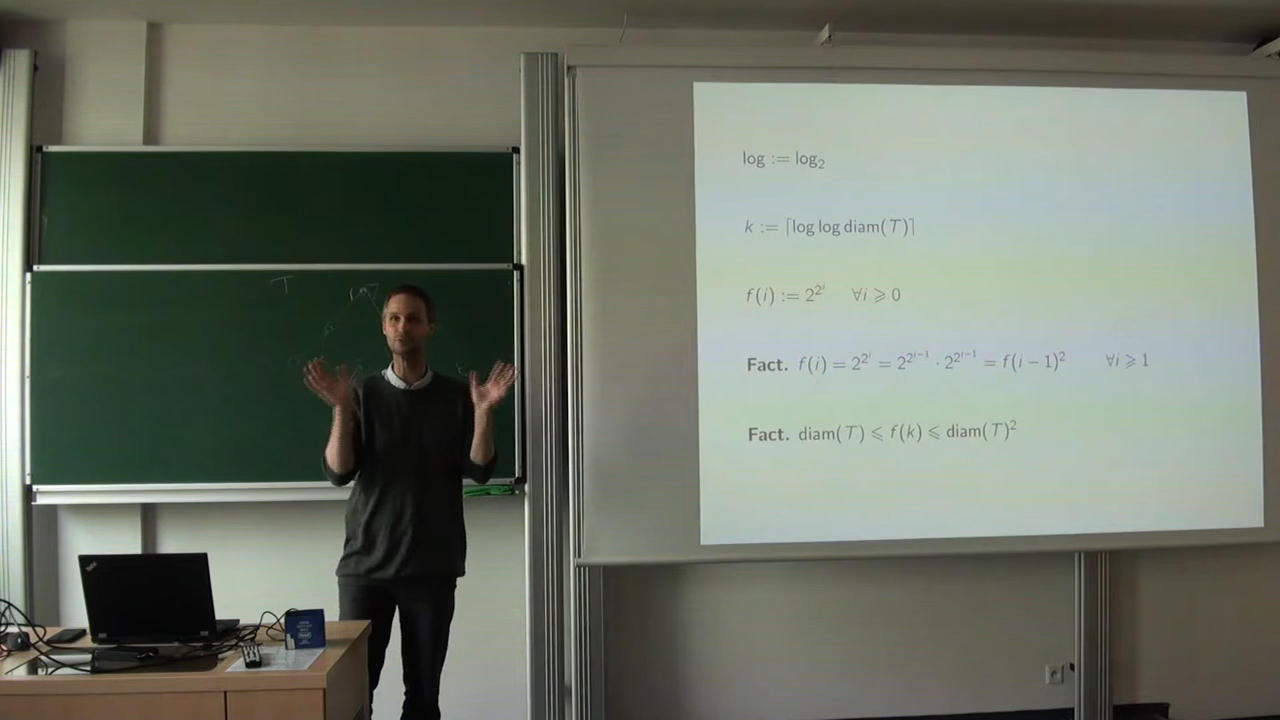 T
log := log₂
k := ⌈log log diam(T)⌉
f(i) := 2^{2^i} ∀i ⩾ 0
Fact. f(i) = 2^{2^i} = 2^{2^{i−1}} · 2^{2^{i−1}} = f(i − 1)² ∀i ⩾ 1
Fact. diam(T) ⩽ f(k) ⩽ diam(T)²